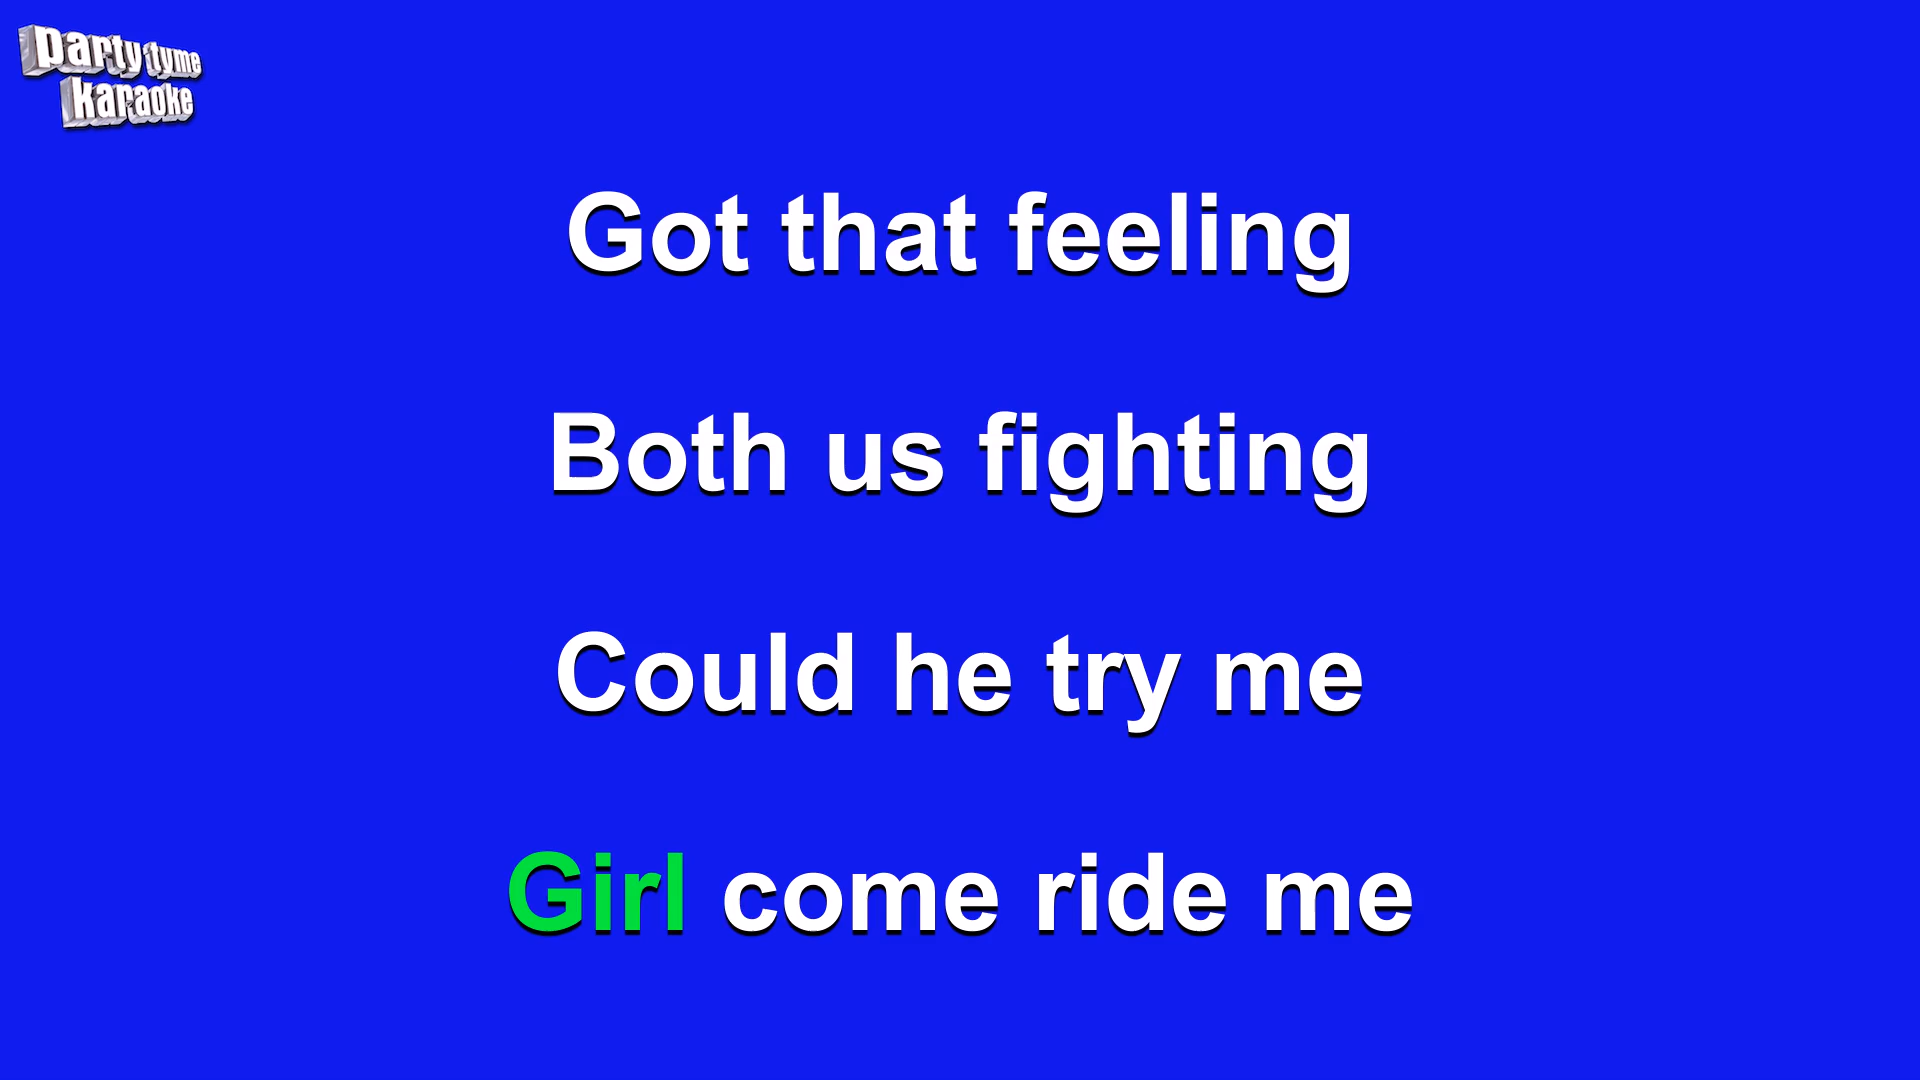 party tyme
karaoke
Got that feeling
Both us fighting
Could he try me
Girl come ride me